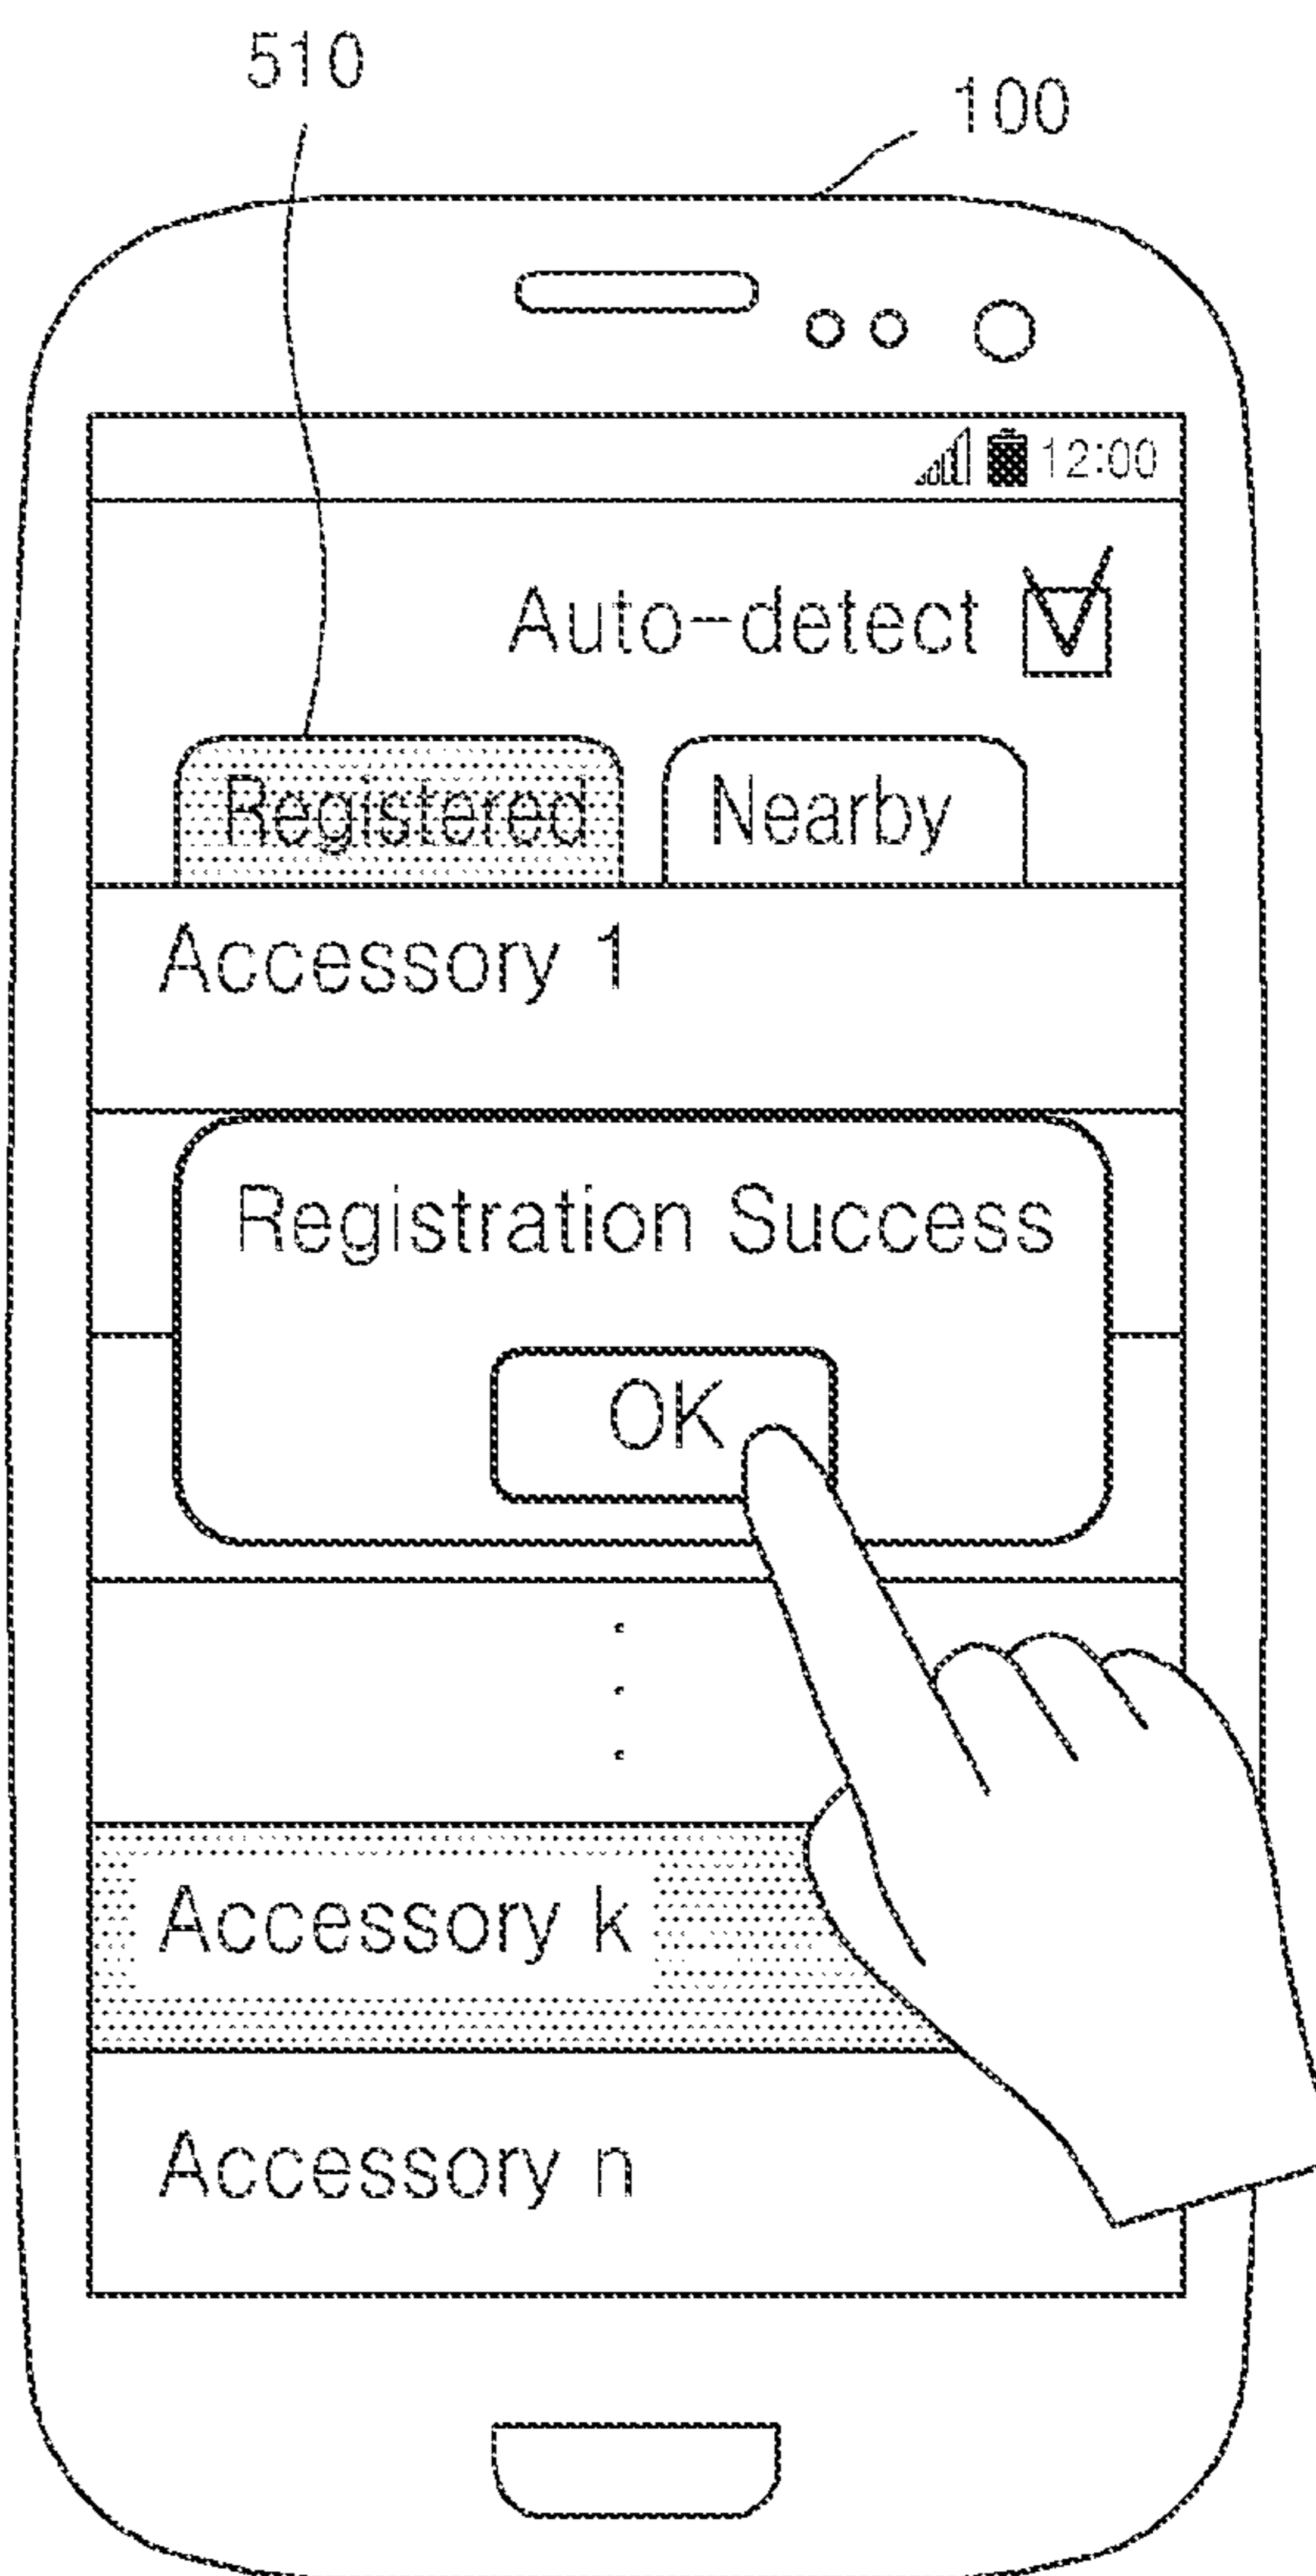 510
100
12:00
Auto-detect
Registered Nearby
Accessory 1
Registration Success
OK
Accessory k
Accessory n